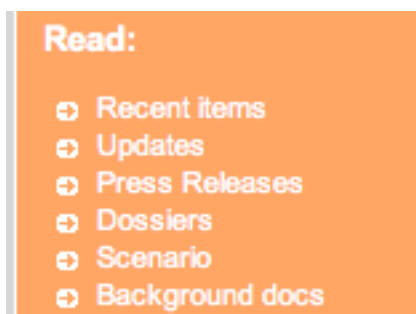 Read:
Recent items
Updates
Press Releases
Dossiers
Scenario
Background docs